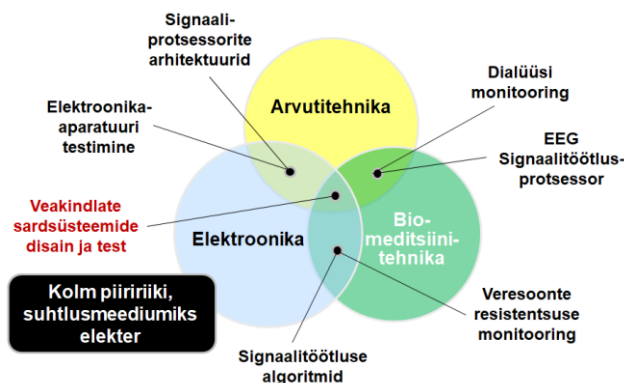 Signaali-
protsessorite
arhitektuurid
Arvutitehnika
Dialüüsi
monitooring
Elektroonika-
aparatuuri
testimine
EEG
Signaalitöötlus-
protsessor
Veakindlate
sardsüsteemide
disain ja test
Elektroonika
Bio-
meditsiini-
tehnika
Kolm piiririiki,
suhtlusmeediumiks
elekter
Veresoonte
resistentsuse
monitooring
Signaalitöötluse
algoritmid